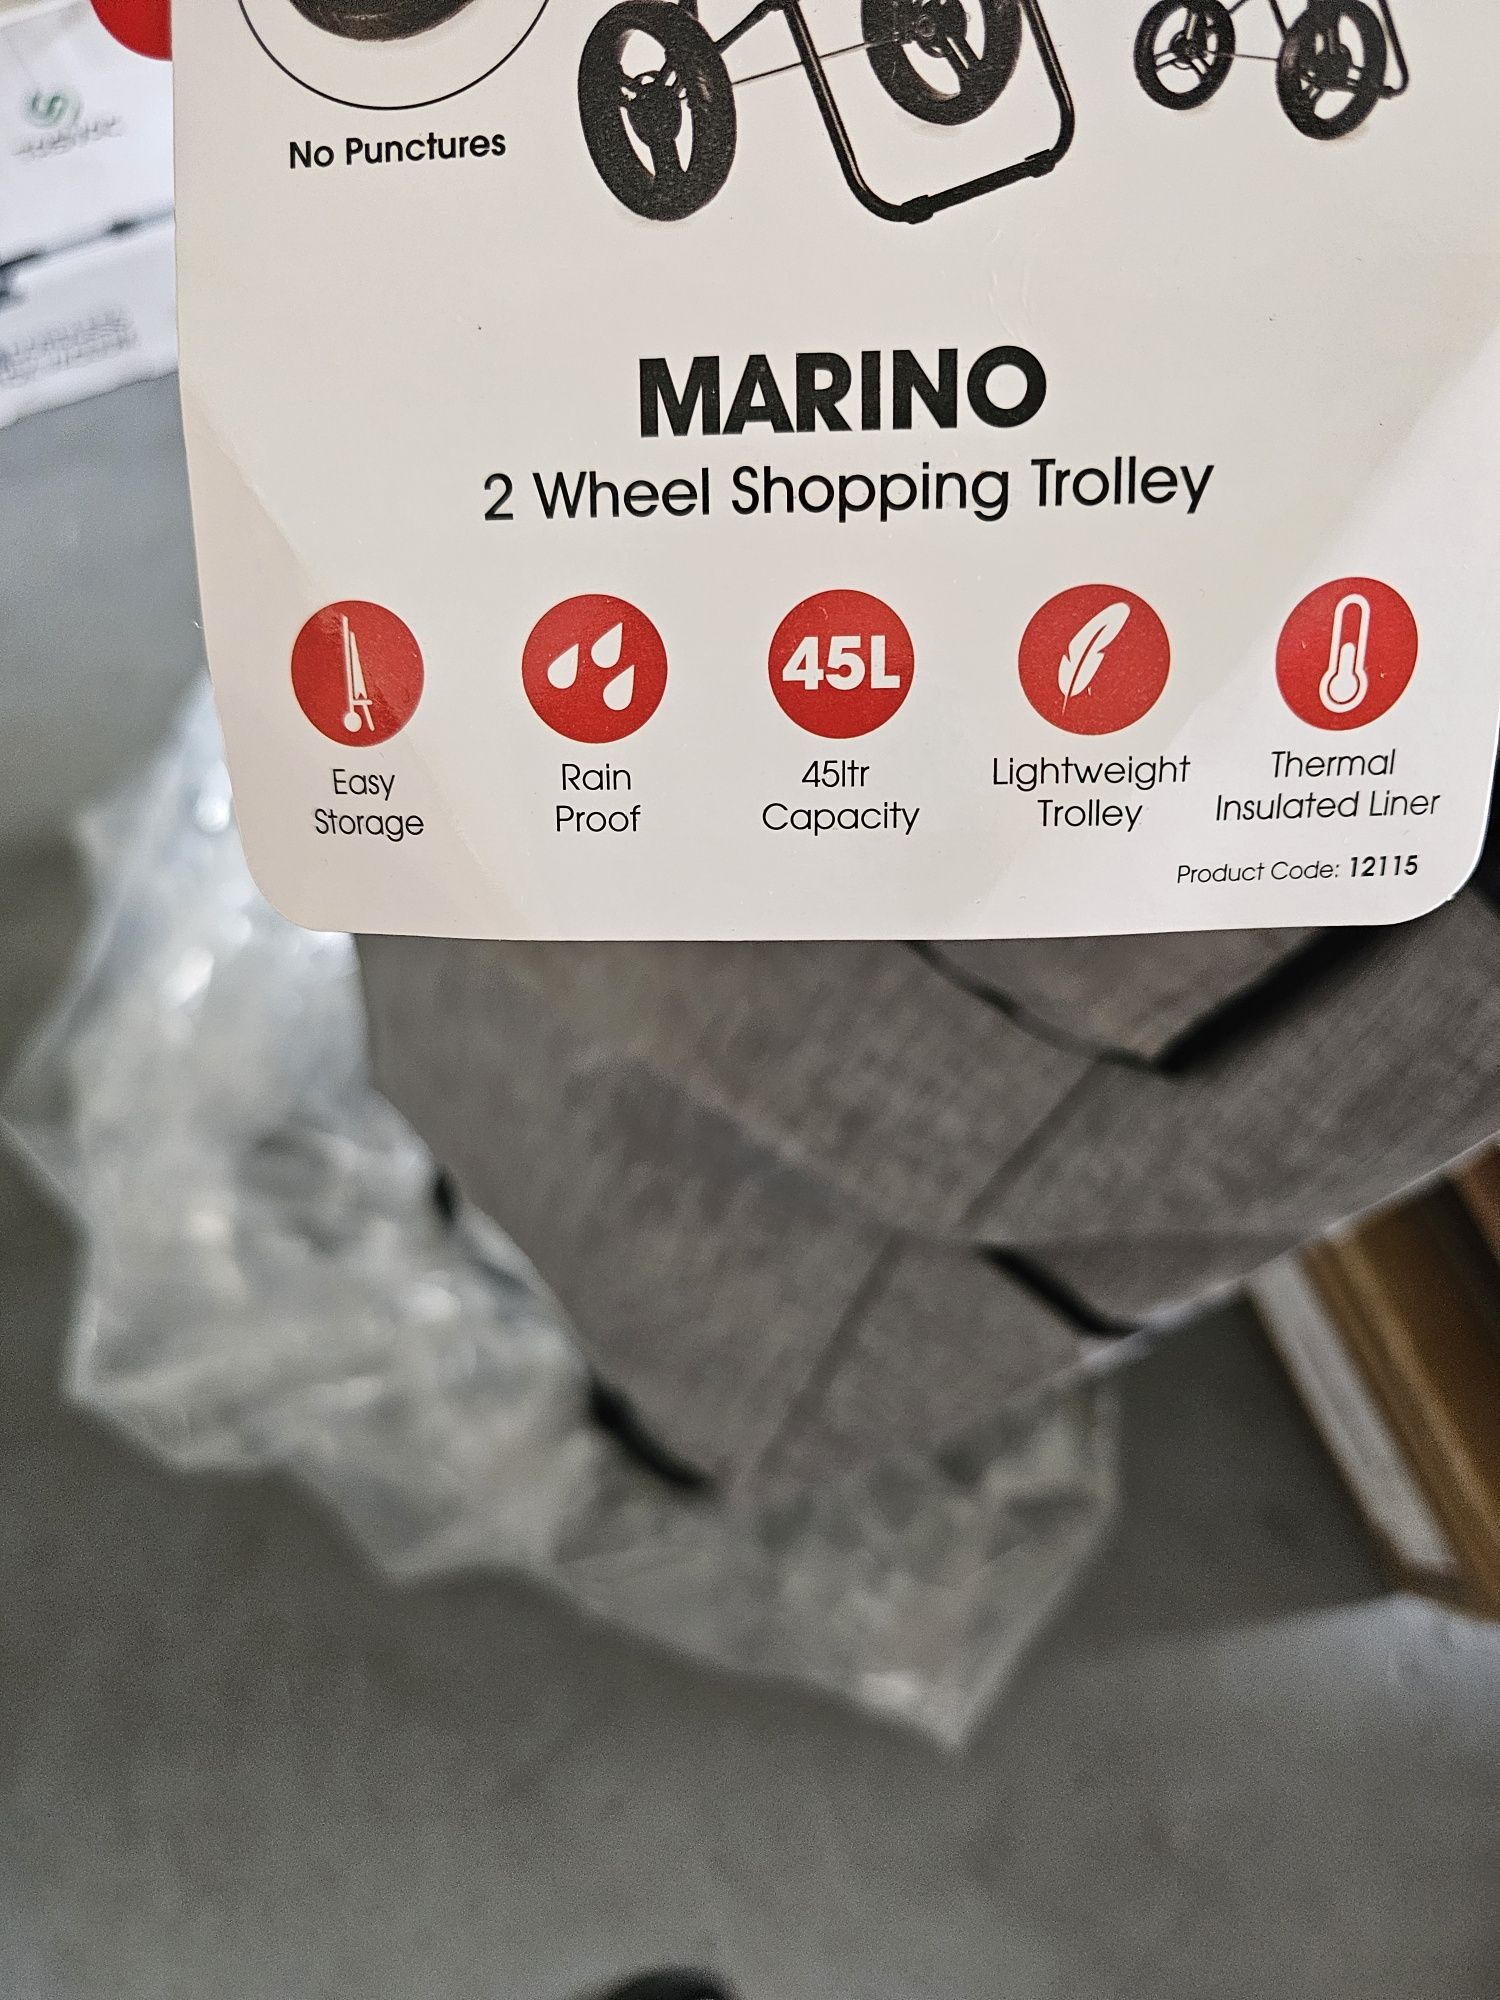 No Punctures
MARINO
2 Wheel Shopping Trolley
45L
Easy
Storage
Rain
Proof
45ltr
Capacity
Lightweight
Trolley
Thermal
Insulated Liner
Product Code: 12115